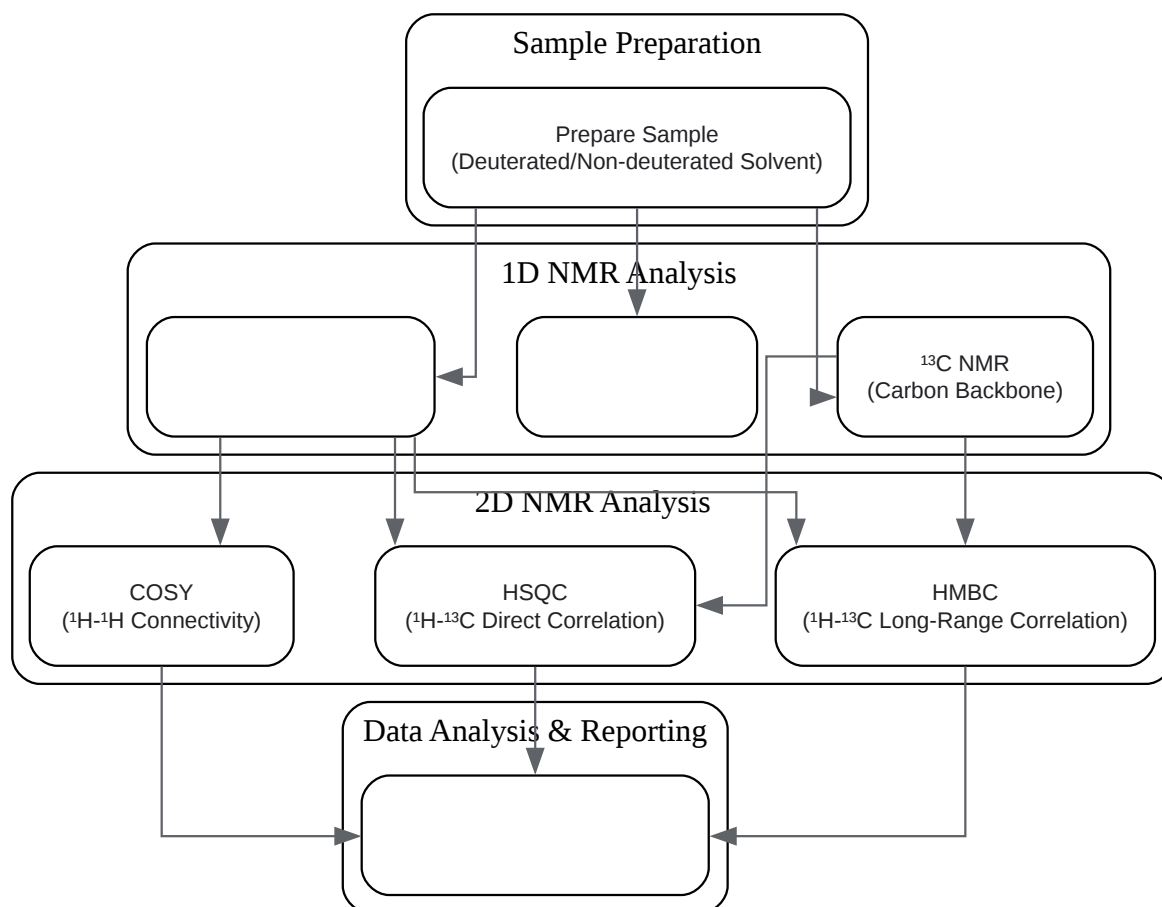 Sample Preparation
Prepare Sample
(Deuterated/Non-deuterated Solvent)
1D NMR Analysis
¹³C NMR
(Carbon Backbone)
2D NMR Analysis
COSY
(¹H-¹H Connectivity)
HSQC
(¹H-¹³C Direct Correlation)
HMBC
(¹H-¹³C Long-Range Correlation)
Data Analysis & Reporting